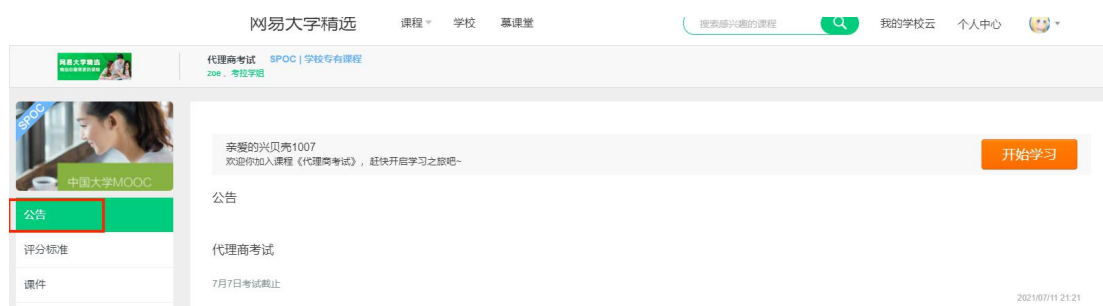 网易大学精选 课程 学校 慕课堂 搜索感兴趣的课程 我的学校云 个人中心
网易大学精选
代理商考试 SPOC | 学校专有课程
zoe、考拉学姐
SPOC
中国大学MOOC
亲爱的兴贝壳1007
欢迎你加入课程《代理商考试》，赶快开启学习之旅吧~
开始学习
公告
公告
代理商考试
评分标准
7月7日考试截止
课件
2021/07/11 21:21